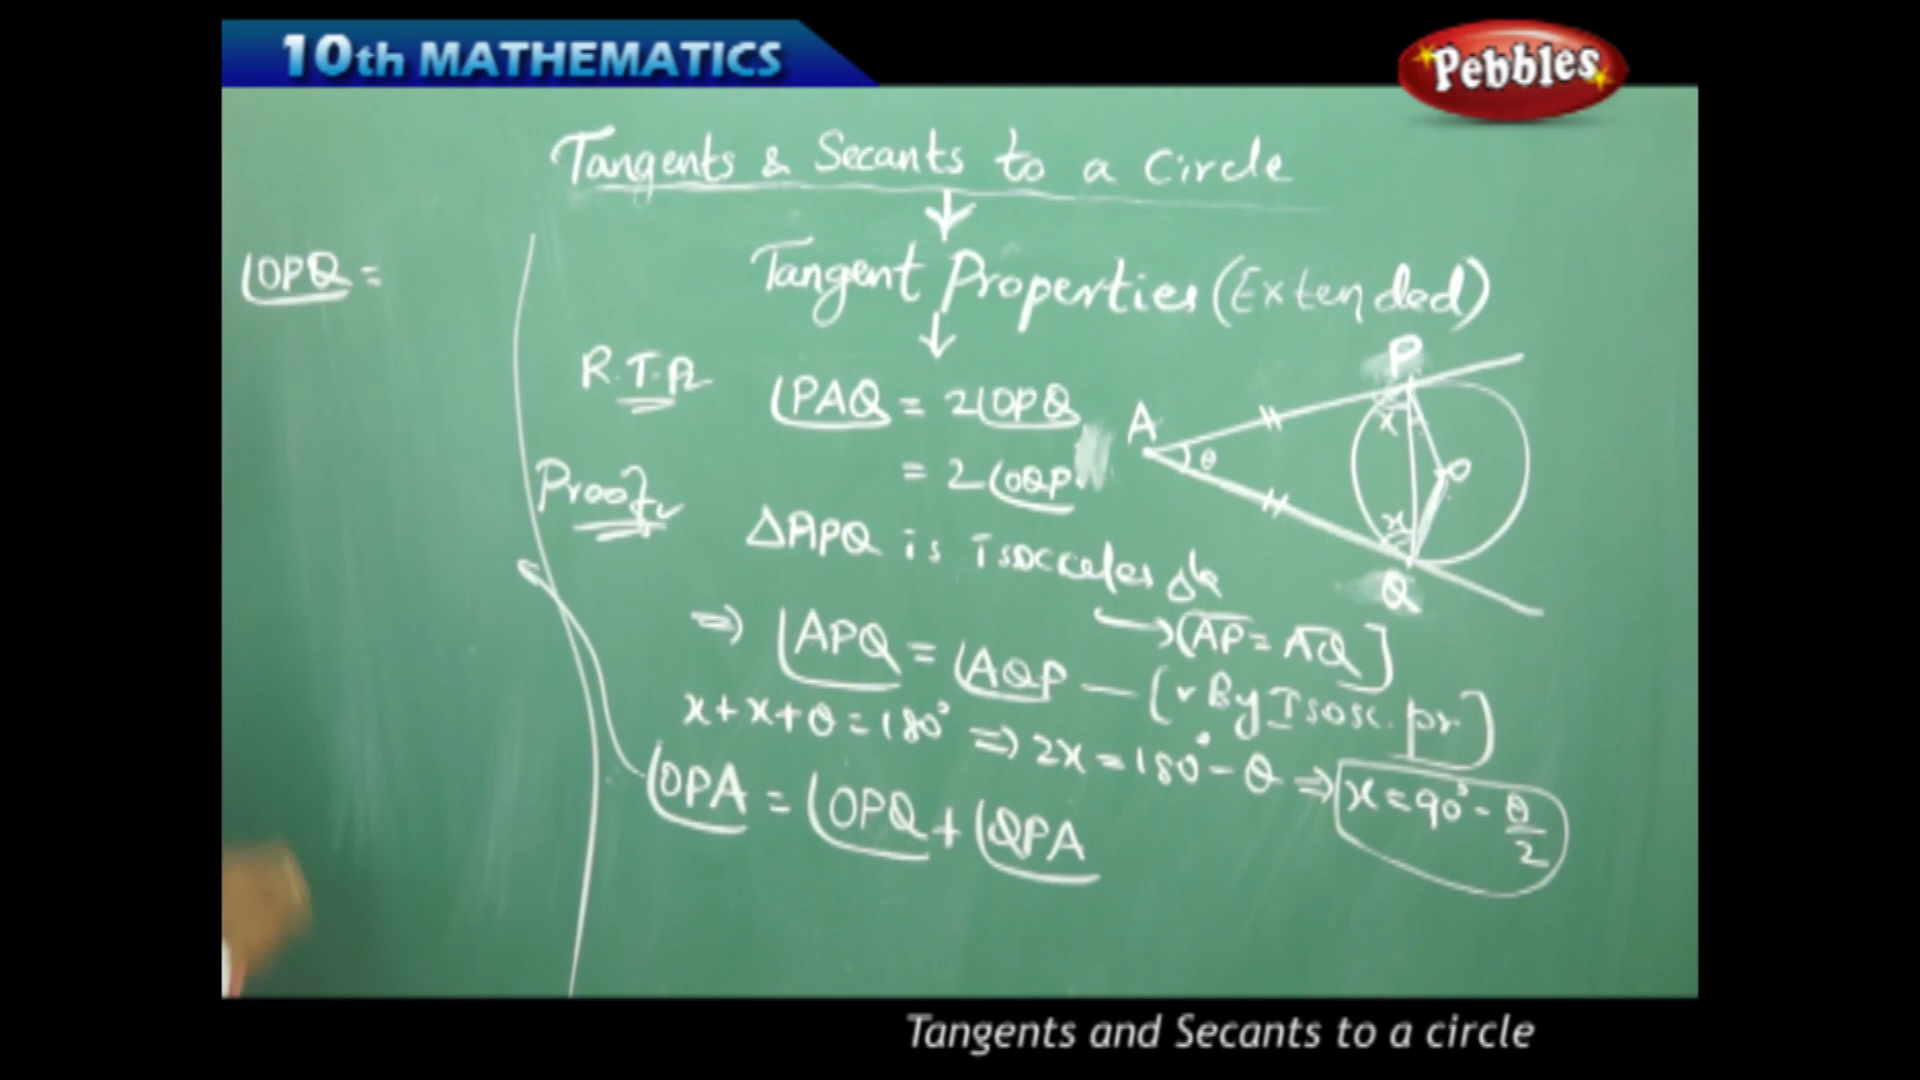 10th MATHEMATICS
Pebbles
Tangents & Secants to a Circle
↓
Tangent Properties (Extended)
↓
∠OPQ =
R.T.P.
∠PAQ = 2∠OPQ
= 2∠OQP
Proof
ΔAPQ is isocceles Δle
→ (AP = AQ]
⇒ ∠APQ = ∠AQP — [∵ By Isosc. pr.]
x+x+θ=180° ⇒ 2x = 180° - θ ⇒ x = 90° - θ/2
∠OPA = ∠OPQ + ∠QPA
A
P
Q
O
θ
x
x
Tangents and Secants to a circle